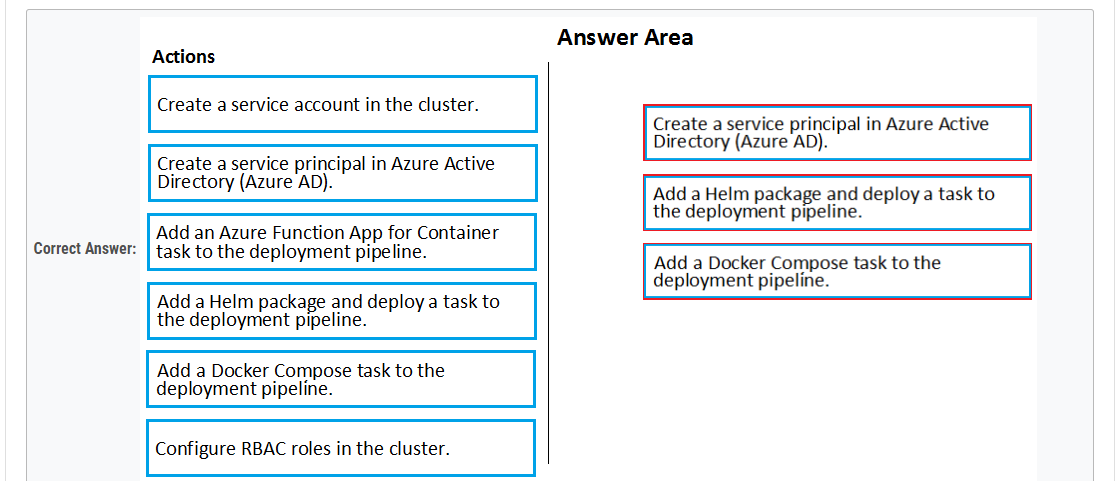 Answer Area
Actions
Create a service account in the cluster.
Create a service principal in Azure Active
Directory (Azure AD).
Add an Azure Function App for Container
task to the deployment pipeline.
Add a Helm package and deploy a task to
the deployment pipeline.
Add a Docker Compose task to the
deployment pipeline.
Configure RBAC roles in the cluster.
Correct Answer:
Create a service principal in Azure Active
Directory (Azure AD).
Add a Helm package and deploy a task to
the deployment pipeline.
Add a Docker Compose task to the
deployment pipeline.